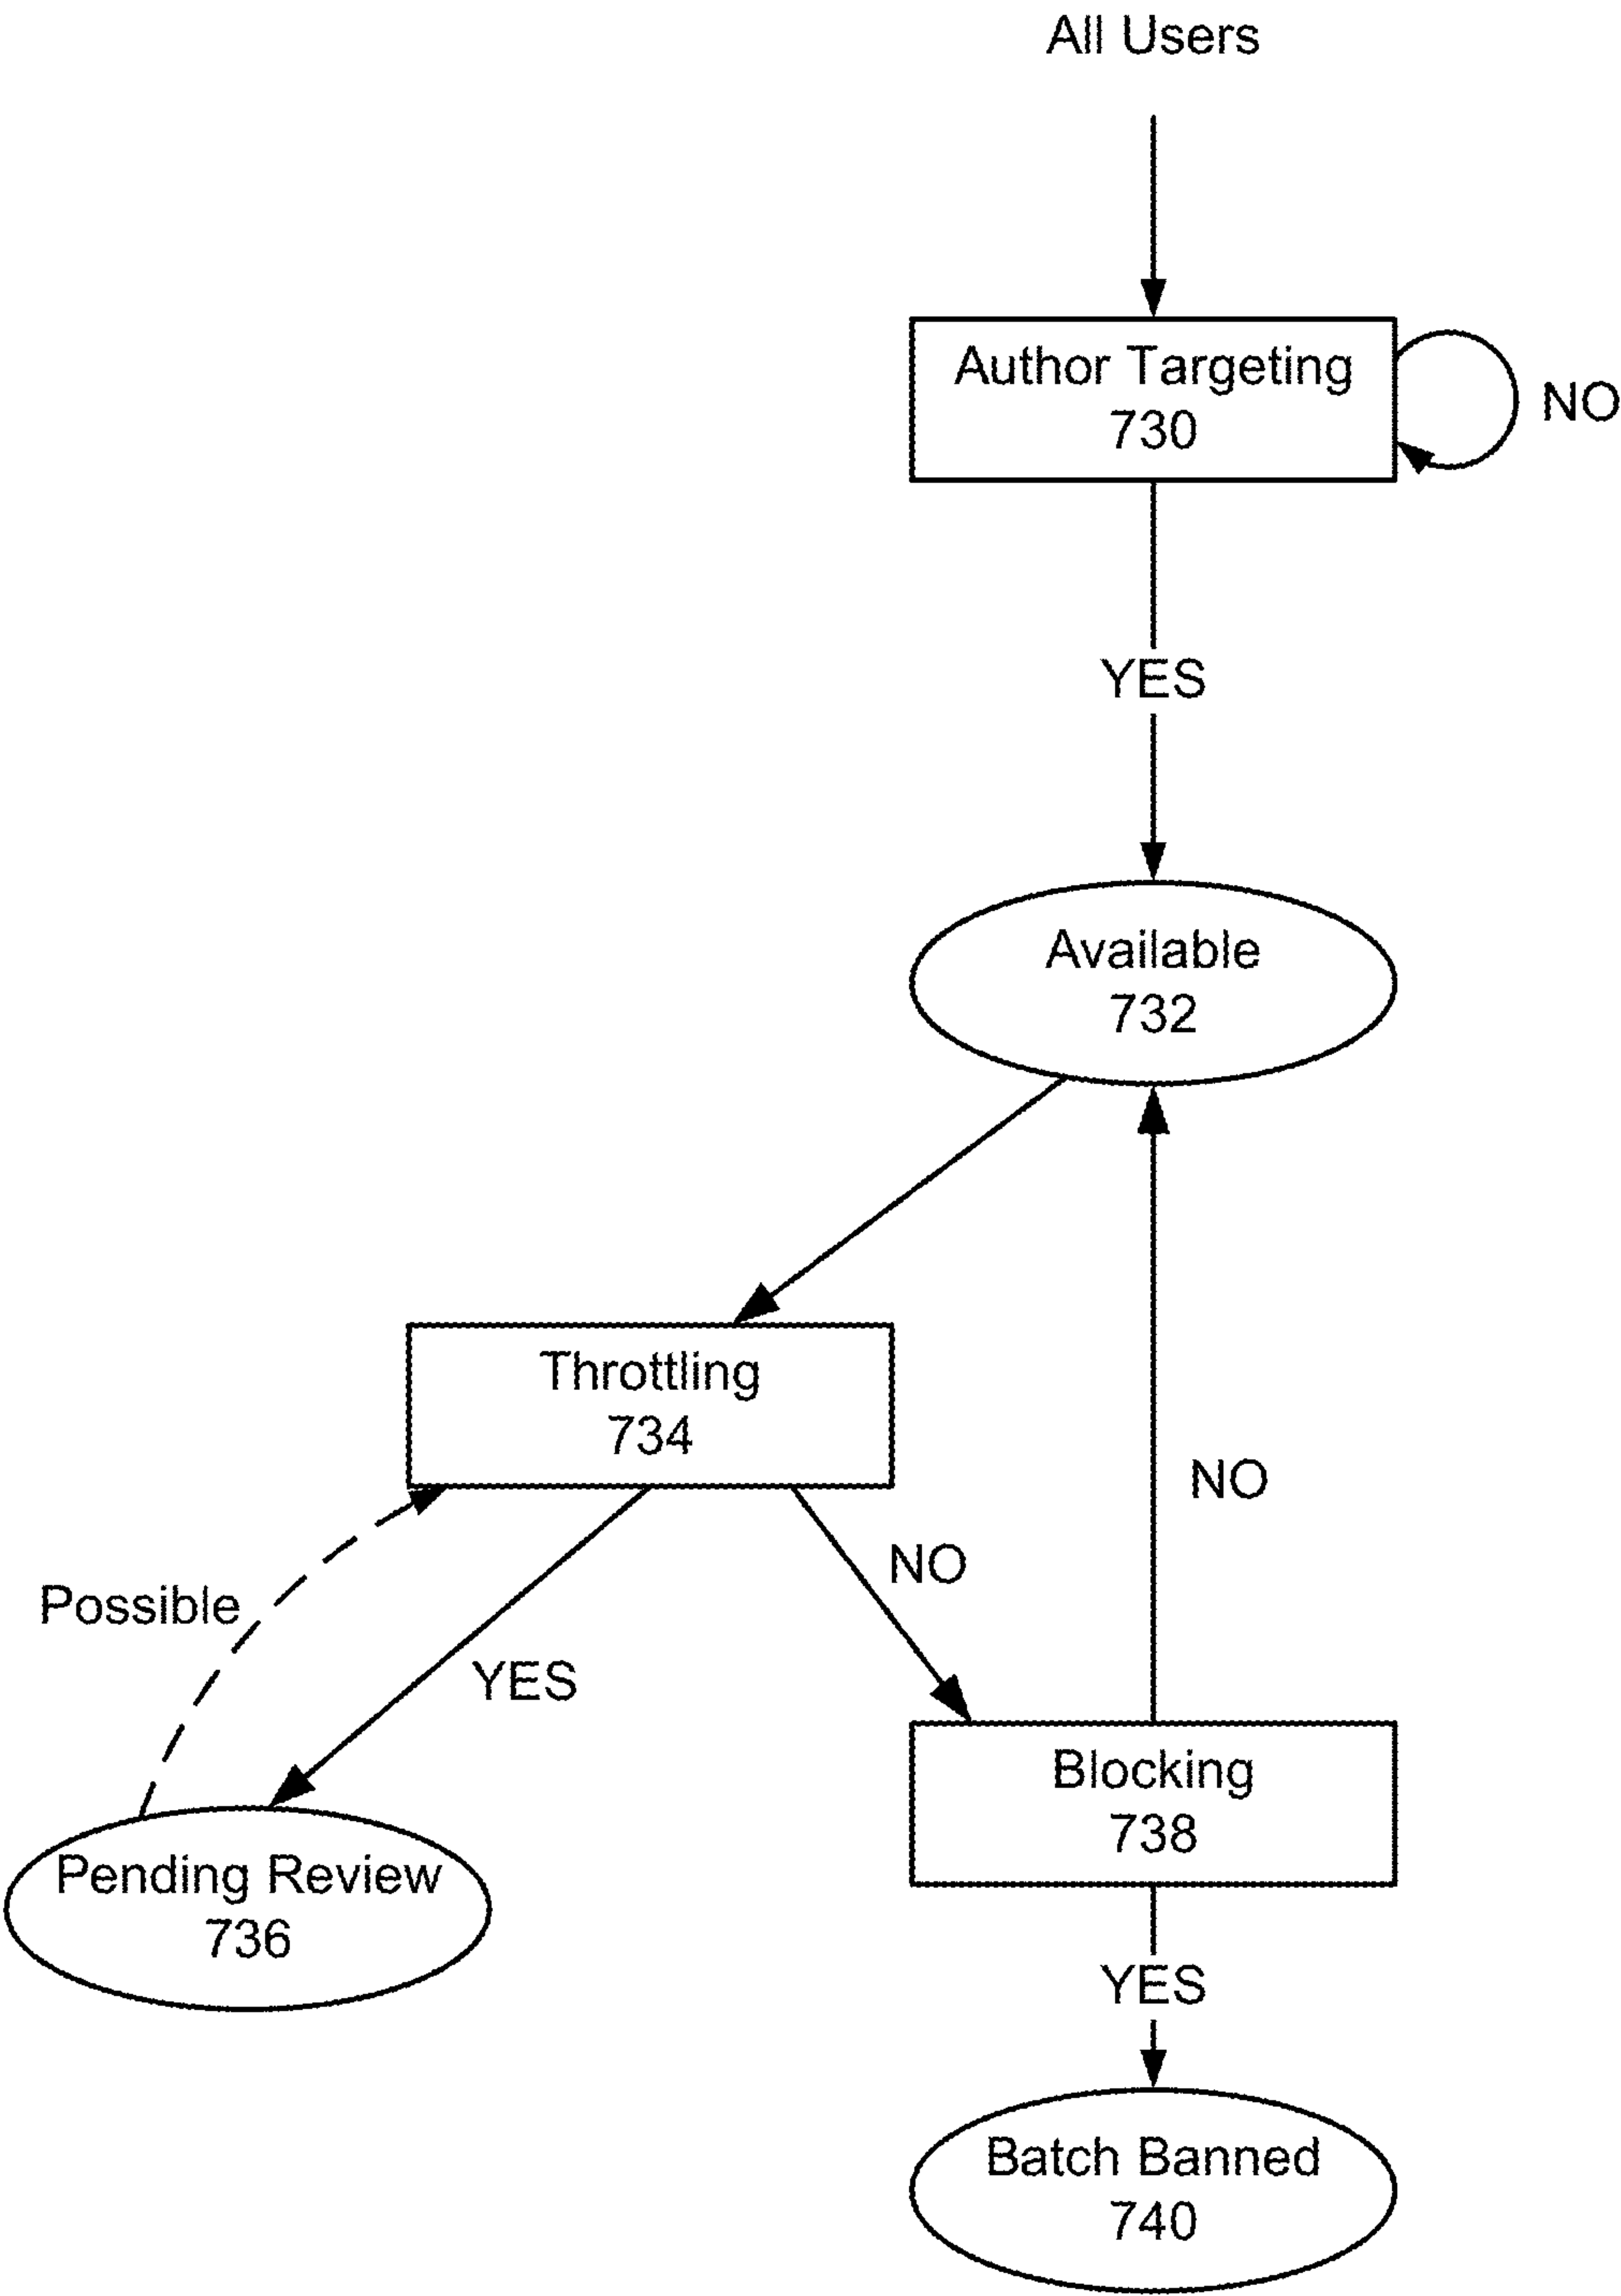 All Users
Author Targeting
730
NO
YES
Available
732
Throttling
734
NO
NO
Possible
YES
Blocking
738
Pending Review
736
YES
Batch Banned
740